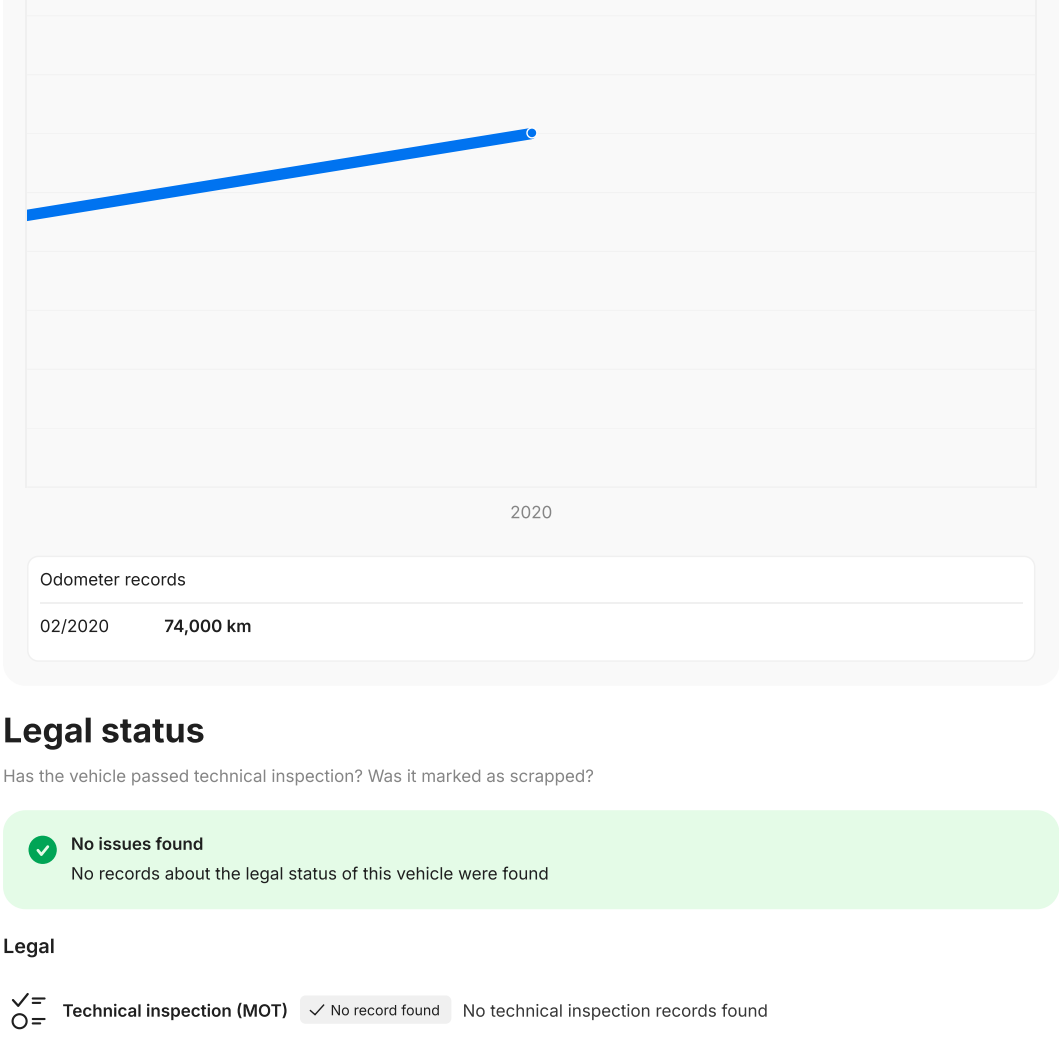 2020
Odometer records
02/2020 74,000 km
Legal status
Has the vehicle passed technical inspection? Was it marked as scrapped?
No issues found
No records about the legal status of this vehicle were found
Legal
Technical inspection (MOT) No record found No technical inspection records found